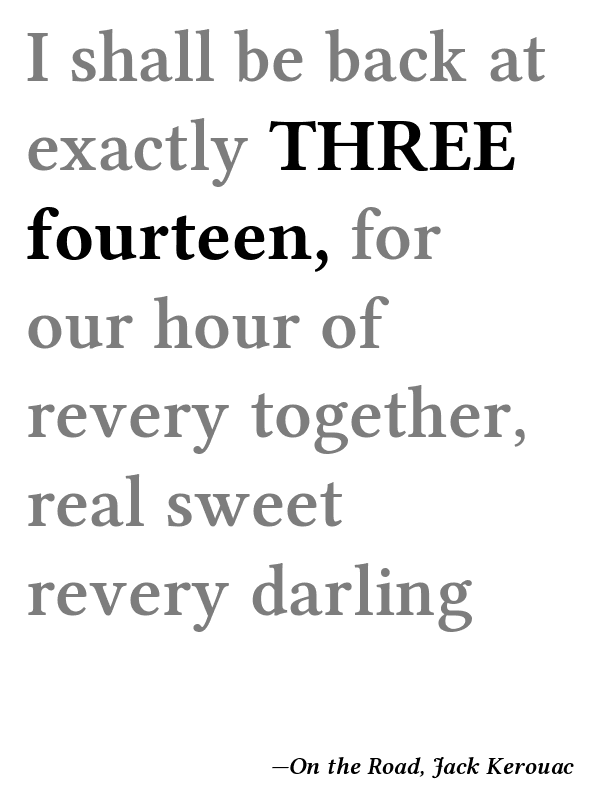 I shall be back at
exactly THREE
fourteen, for
our hour of
revery together,
real sweet
revery darling
—On the Road, Jack Kerouac